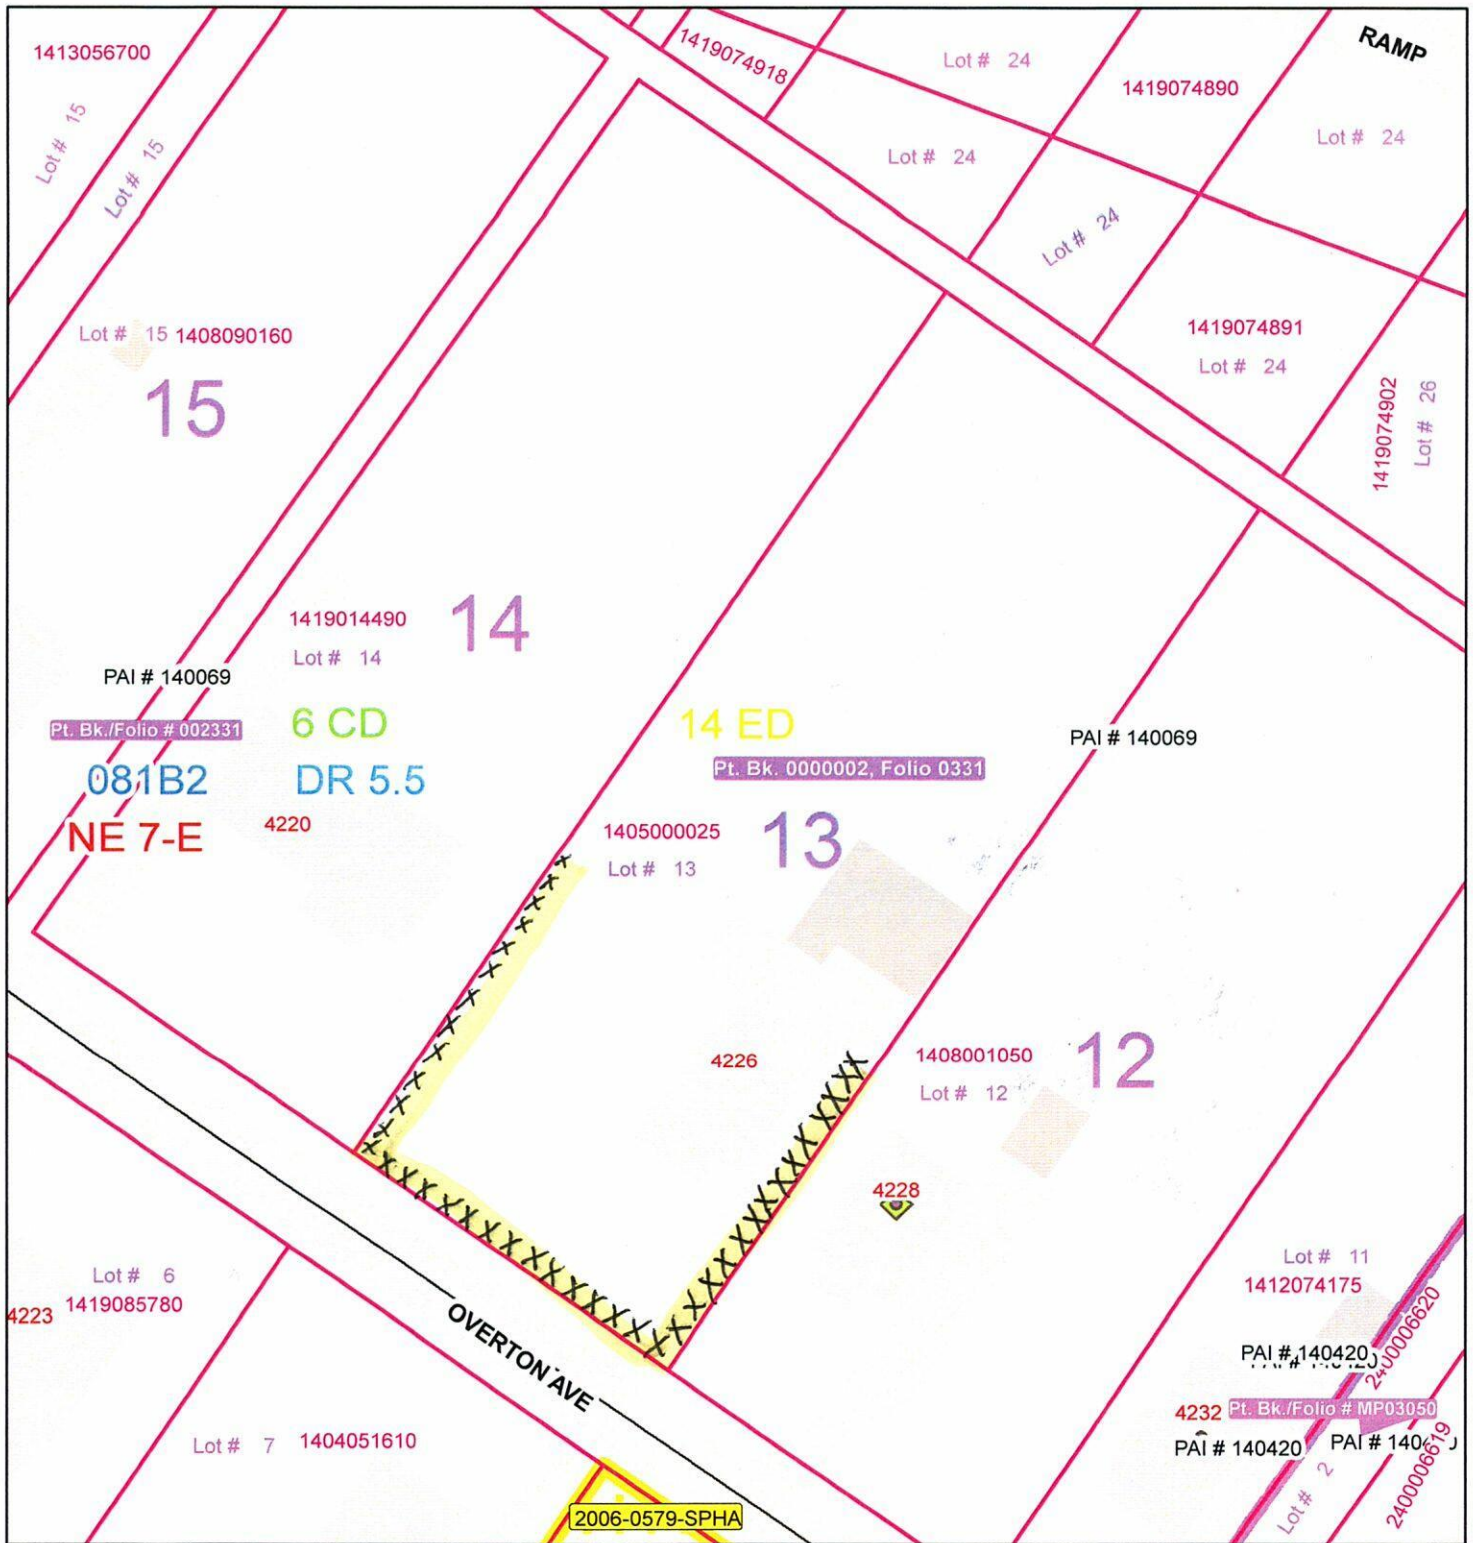 1413056700
1419074918
Lot # 24
RAMP
1419074890
Lot # 15
Lot # 15
Lot # 24
Lot # 24
Lot # 24
Lot # 15 1408090160
15
1419074891
Lot # 24
1419074902
Lot # 26
1419014490
14
Lot # 14
PAI # 140069
Pt. Bk./Folio # 002331
6 CD
14 ED
PAI # 140069
081B2
DR 5.5
Pt. Bk. 0000002, Folio 0331
NE 7-E
4220
1405000025
13
Lot # 13
4226
1408001050
12
Lot # 12
4228
XXXXXXXXXXXXXX
Lot # 6
4223 1419085780
Lot # 11
1412074175
OVERTON AVE
2400006620
PAI # 140420
4232 Pt. Bk./Folio # MP03050
PAI # 140420
Lot # 7 1404051610
Lot # 2
2400006619
2006-0579-SPHA